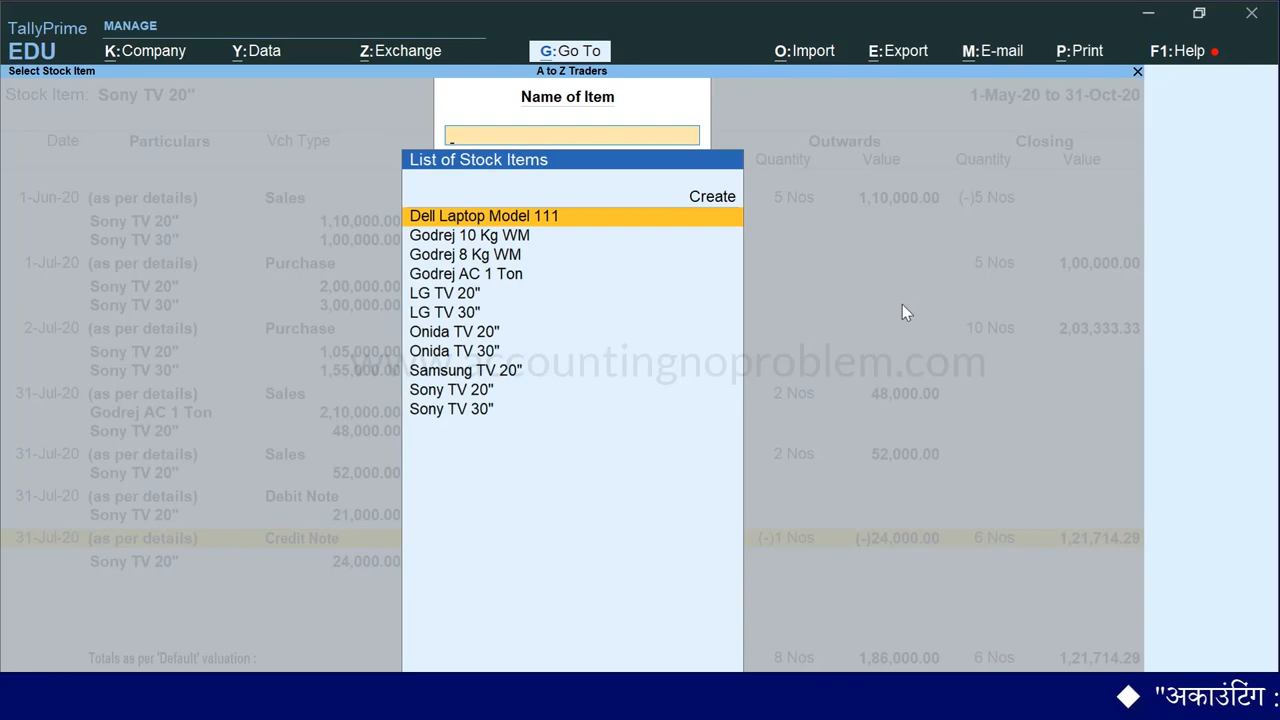 TallyPrime MANAGE
EDU K:Company Y:Data Z:Exchange G:Go To O:Import E:Export M:E-mail P:Print F1:Help
Select Stock Item A to Z Traders
Stock Item: Sony TV 20" Name of Item 1-May-20 to 31-Oct-20
Date Particulars Vch Type Outwards Closing
Quantity Value Quantity Value
List of Stock Items
Create
Dell Laptop Model 111
Godrej 10 Kg WM
Godrej 8 Kg WM
Godrej AC 1 Ton
LG TV 20"
LG TV 30"
Onida TV 20"
Onida TV 30"
Samsung TV 20"
Sony TV 20"
Sony TV 30"
1-Jun-20 (as per details) Sales 5 Nos 1,10,000.00 (-)5 Nos
Sony TV 20" 1,10,000.00
Sony TV 30" 1,00,000.00
1-Jul-20 (as per details) Purchase 5 Nos 1,00,000.00
Sony TV 20" 2,00,000.00
Sony TV 30" 3,00,000.00
2-Jul-20 (as per details) Purchase 10 Nos 2,03,333.33
Sony TV 20" 1,05,000.00
Sony TV 30" 1,55,000.00
31-Jul-20 (as per details) Sales 2 Nos 48,000.00
Godrej AC 1 Ton 2,10,000.00
Sony TV 20" 48,000.00
31-Jul-20 (as per details) Sales 2 Nos 52,000.00
Sony TV 20" 52,000.00
31-Jul-20 (as per details) Debit Note
Sony TV 20" 21,000.00
31-Jul-20 (as per details) Credit Note (-)1 Nos (-)24,000.00 6 Nos 1,21,714.29
Sony TV 20" 24,000.00
Totals as per 'Default' valuation : 8 Nos 1,86,000.00 6 Nos 1,21,714.29
www.accountingnoproblem.com
"अकाउंटिंग :